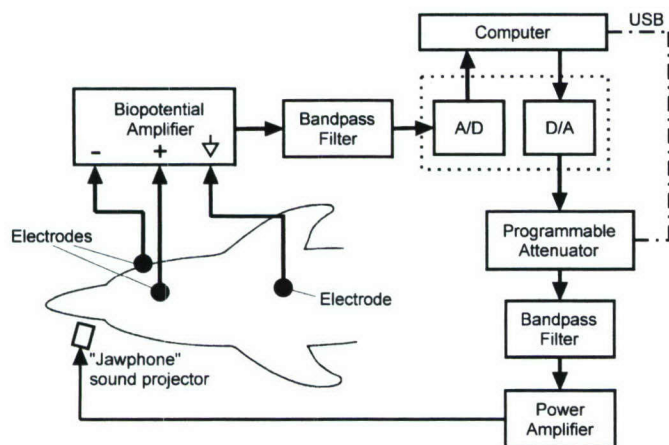 USB
Computer
Biopotential
Amplifier
- +
Bandpass
Filter
A/D
D/A
Electrodes
Electrode
Programmable
Attenuator
"Jawphone"
sound projector
Bandpass
Filter
Power
Amplifier